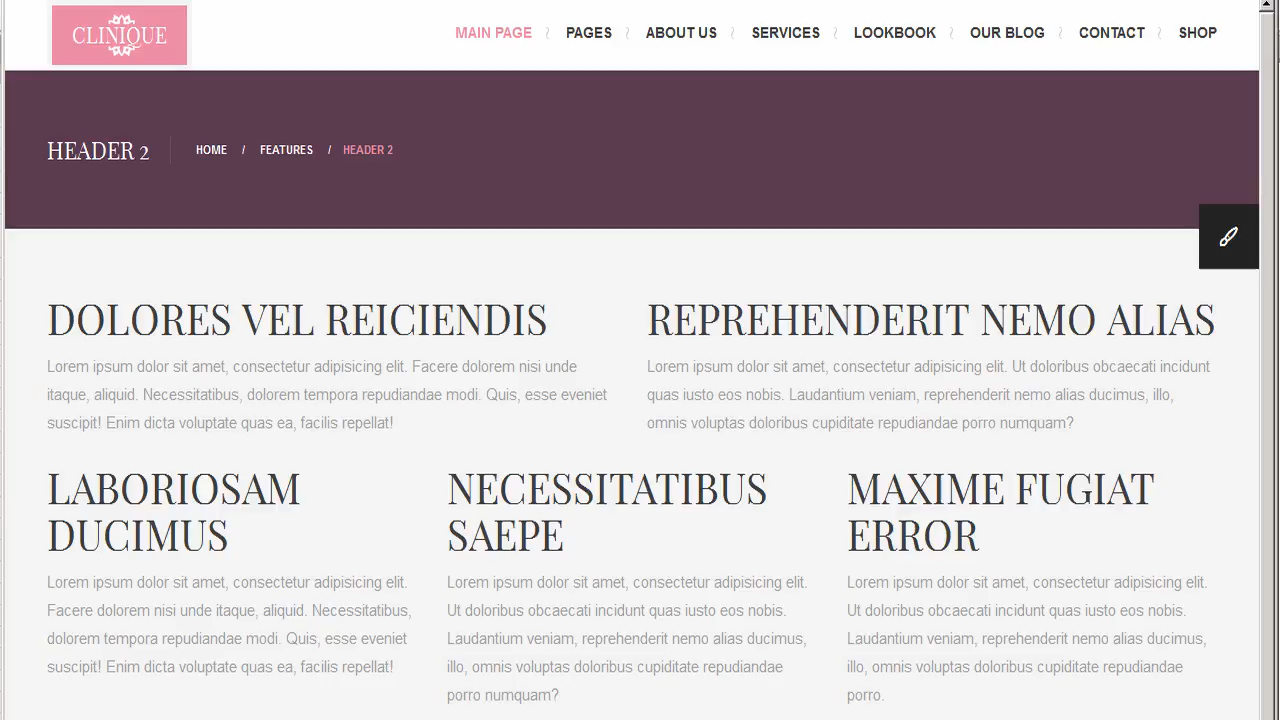 CLINIQUE
MAIN PAGE
PAGES
ABOUT US
SERVICES
LOOKBOOK
OUR BLOG
CONTACT
SHOP
HEADER 2
HOME / FEATURES / HEADER 2
DOLORES VEL REICIENDIS
Lorem ipsum dolor sit amet, consectetur adipisicing elit. Facere dolorem nisi unde
itaque, aliquid. Necessitatibus, dolorem tempora repudiandae modi. Quis, esse eveniet
suscipit! Enim dicta voluptate quas ea, facilis repellat!
REPREHENDERIT NEMO ALIAS
Lorem ipsum dolor sit amet, consectetur adipisicing elit. Ut doloribus obcaecati incidunt
quas iusto eos nobis. Laudantium veniam, reprehenderit nemo alias ducimus, illo,
omnis voluptas doloribus cupiditate repudiandae porro numquam?
LABORIOSAM
DUCIMUS
Lorem ipsum dolor sit amet, consectetur adipisicing elit.
Facere dolorem nisi unde itaque, aliquid. Necessitatibus,
dolorem tempora repudiandae modi. Quis, esse eveniet
suscipit! Enim dicta voluptate quas ea, facilis repellat!
NECESSITATIBUS
SAEPE
Lorem ipsum dolor sit amet, consectetur adipisicing elit.
Ut doloribus obcaecati incidunt quas iusto eos nobis.
Laudantium veniam, reprehenderit nemo alias ducimus,
illo, omnis voluptas doloribus cupiditate repudiandae
porro numquam?
MAXIME FUGIAT
ERROR
Lorem ipsum dolor sit amet, consectetur adipisicing elit.
Ut doloribus obcaecati incidunt quas iusto eos nobis.
Laudantium veniam, reprehenderit nemo alias ducimus,
illo, omnis voluptas doloribus cupiditate repudiandae
porro.